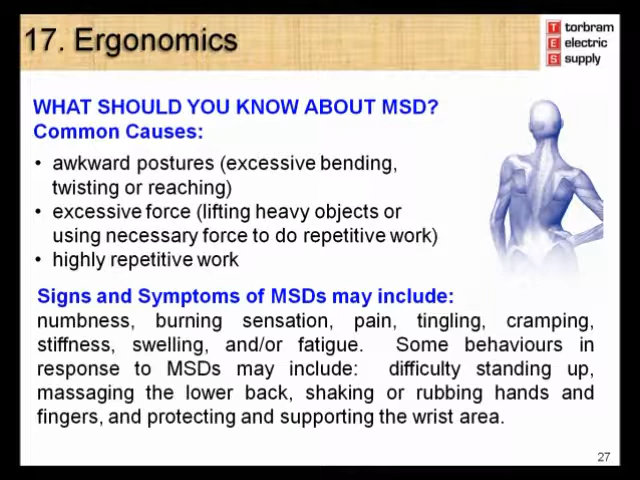 17. Ergonomics
T torbram
E electric
S supply
WHAT SHOULD YOU KNOW ABOUT MSD?
Common Causes:
• awkward postures (excessive bending,
twisting or reaching)
• excessive force (lifting heavy objects or
using necessary force to do repetitive work)
• highly repetitive work
Signs and Symptoms of MSDs may include:
numbness, burning sensation, pain, tingling, cramping,
stiffness, swelling, and/or fatigue. Some behaviours in
response to MSDs may include: difficulty standing up,
massaging the lower back, shaking or rubbing hands and
fingers, and protecting and supporting the wrist area.
27